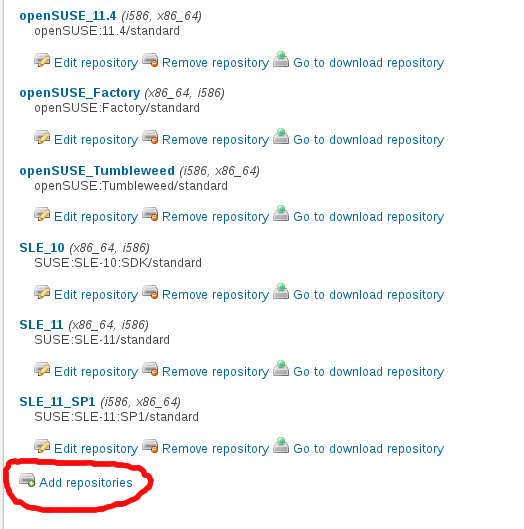 openSUSE_11.4 (i586, x86_64)
openSUSE:11.4/standard
Edit repository Remove repository Go to download repository
openSUSE_Factory (x86_64, i586)
openSUSE:Factory/standard
Edit repository Remove repository Go to download repository
openSUSE_Tumbleweed (i586, x86_64)
openSUSE:Tumbleweed/standard
Edit repository Remove repository Go to download repository
SLE_10 (x86_64, i586)
SUSE:SLE-10:SDK/standard
Edit repository Remove repository Go to download repository
SLE_11 (x86_64, i586)
SUSE:SLE-11/standard
Edit repository Remove repository Go to download repository
SLE_11_SP1 (i586, x86_64)
SUSE:SLE-11:SP1/standard
Edit repository Remove repository Go to download repository
Add repositories